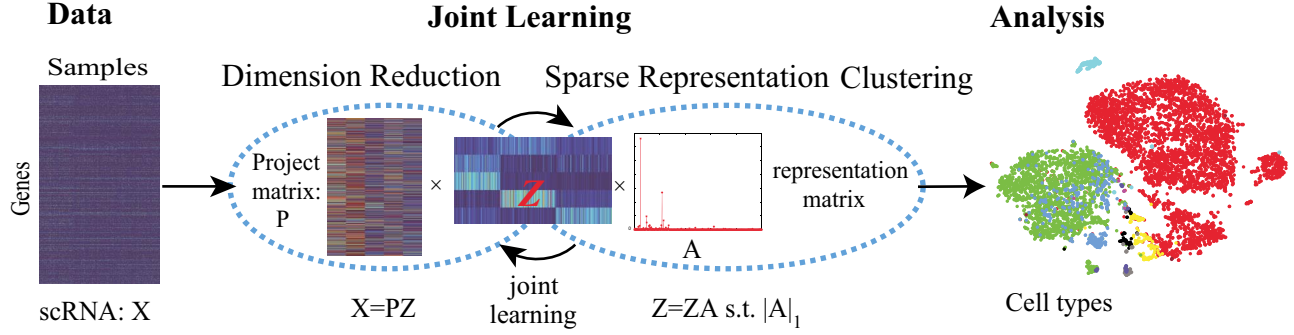 Data
Joint Learning
Analysis
Samples
Genes
scRNA: X
Dimension Reduction
Sparse Representation Clustering
Project
matrix:
P
×
Z
×
0
A
representation
matrix
joint
learning
X=PZ
Z=ZA s.t. |A|1
Cell types